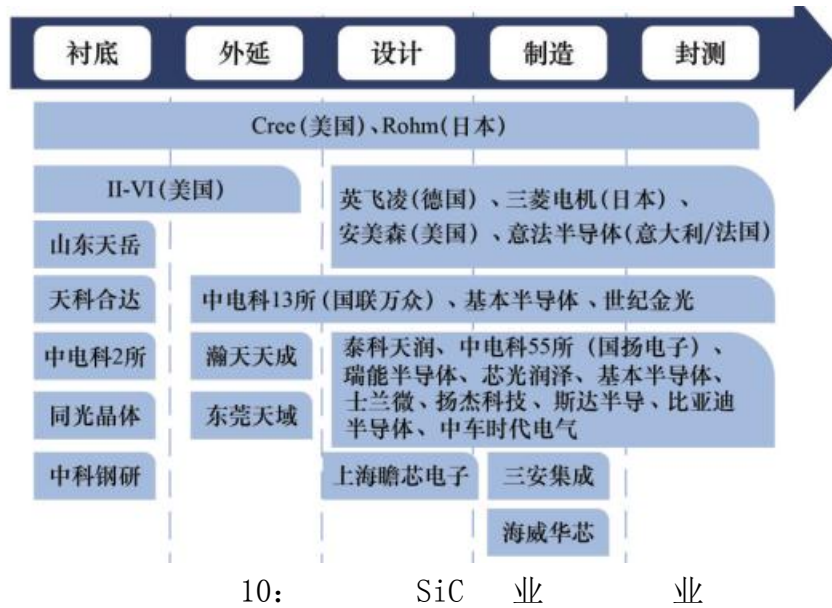 衬底 外延 设计 制造 封测
Cree(美国)、Rohm(日本)
II-VI(美国)
英飞凌(德国)、三菱电机(日本)、
安美森(美国)、意法半导体(意大利/法国)
山东天岳
天科合达
中电科13所(国联万众)、基本半导体、世纪金光
中电科2所
瀚天天成
泰科天润、中电科55所(国扬电子)、
瑞能半导体、芯光润泽、基本半导体、
士兰微、扬杰科技、斯达半导、比亚迪
半导体、中车时代电气
同光晶体
东莞天域
中科钢研
上海瞻芯电子
三安集成
海威华芯
10: SiC 业 业